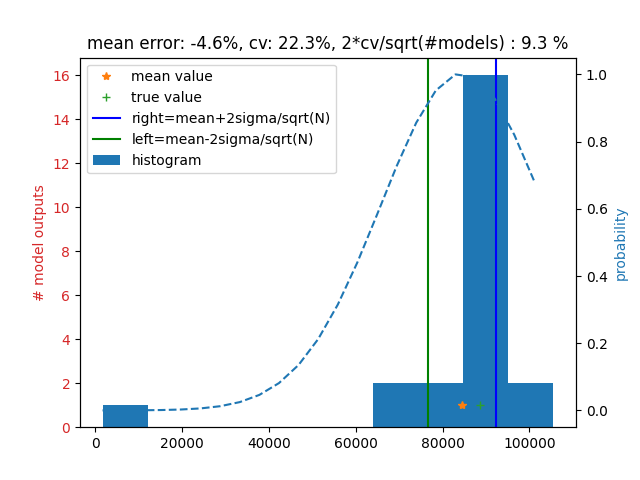 mean error: -4.6%, cv: 22.3%, 2*cv/sqrt(#models) : 9.3 %
mean value
true value
right=mean+2sigma/sqrt(N)
left=mean-2sigma/sqrt(N)
histogram
16
14
12
10
8
6
4
2
0
# model outputs
1.0
0.8
0.6
0.4
0.2
0.0
probability
0
20000
40000
60000
80000
100000